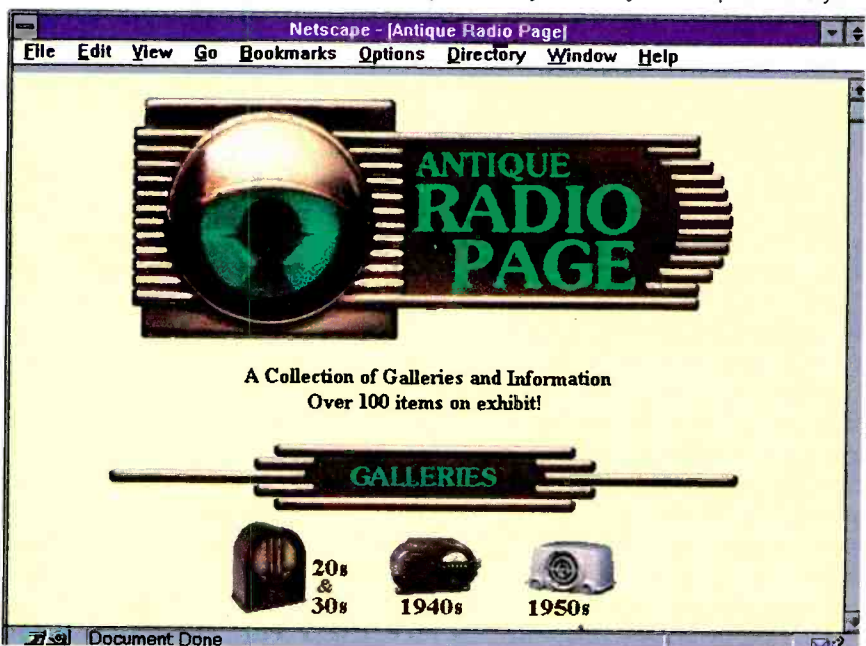 Netscape - [Antique Radio Page]
File Edit View Go Bookmarks Options Directory Window Help
ANTIQUE
RADIO
PAGE
A Collection of Galleries and Information
Over 100 items on exhibit!
GALLERIES
20s
&
30s
1940s
1950s
Document Done